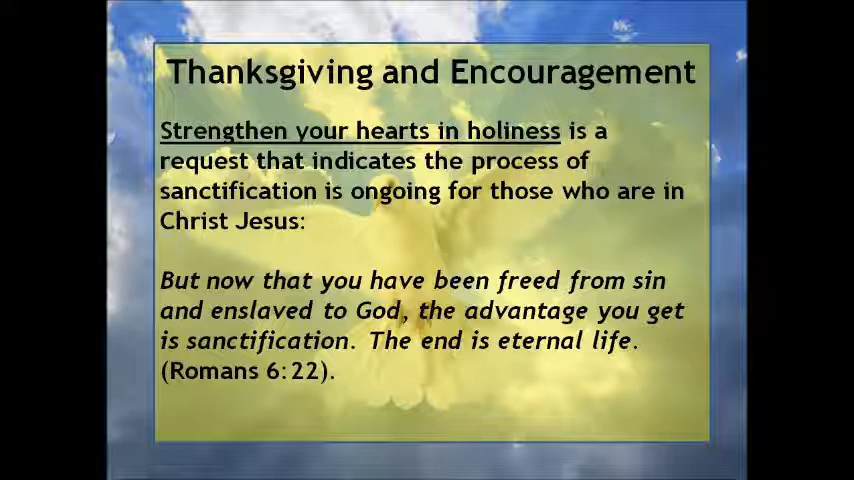 Thanksgiving and Encouragement
Strengthen your hearts in holiness is a
request that indicates the process of
sanctification is ongoing for those who are in
Christ Jesus:
But now that you have been freed from sin
and enslaved to God, the advantage you get
is sanctification. The end is eternal life.
(Romans 6:22).